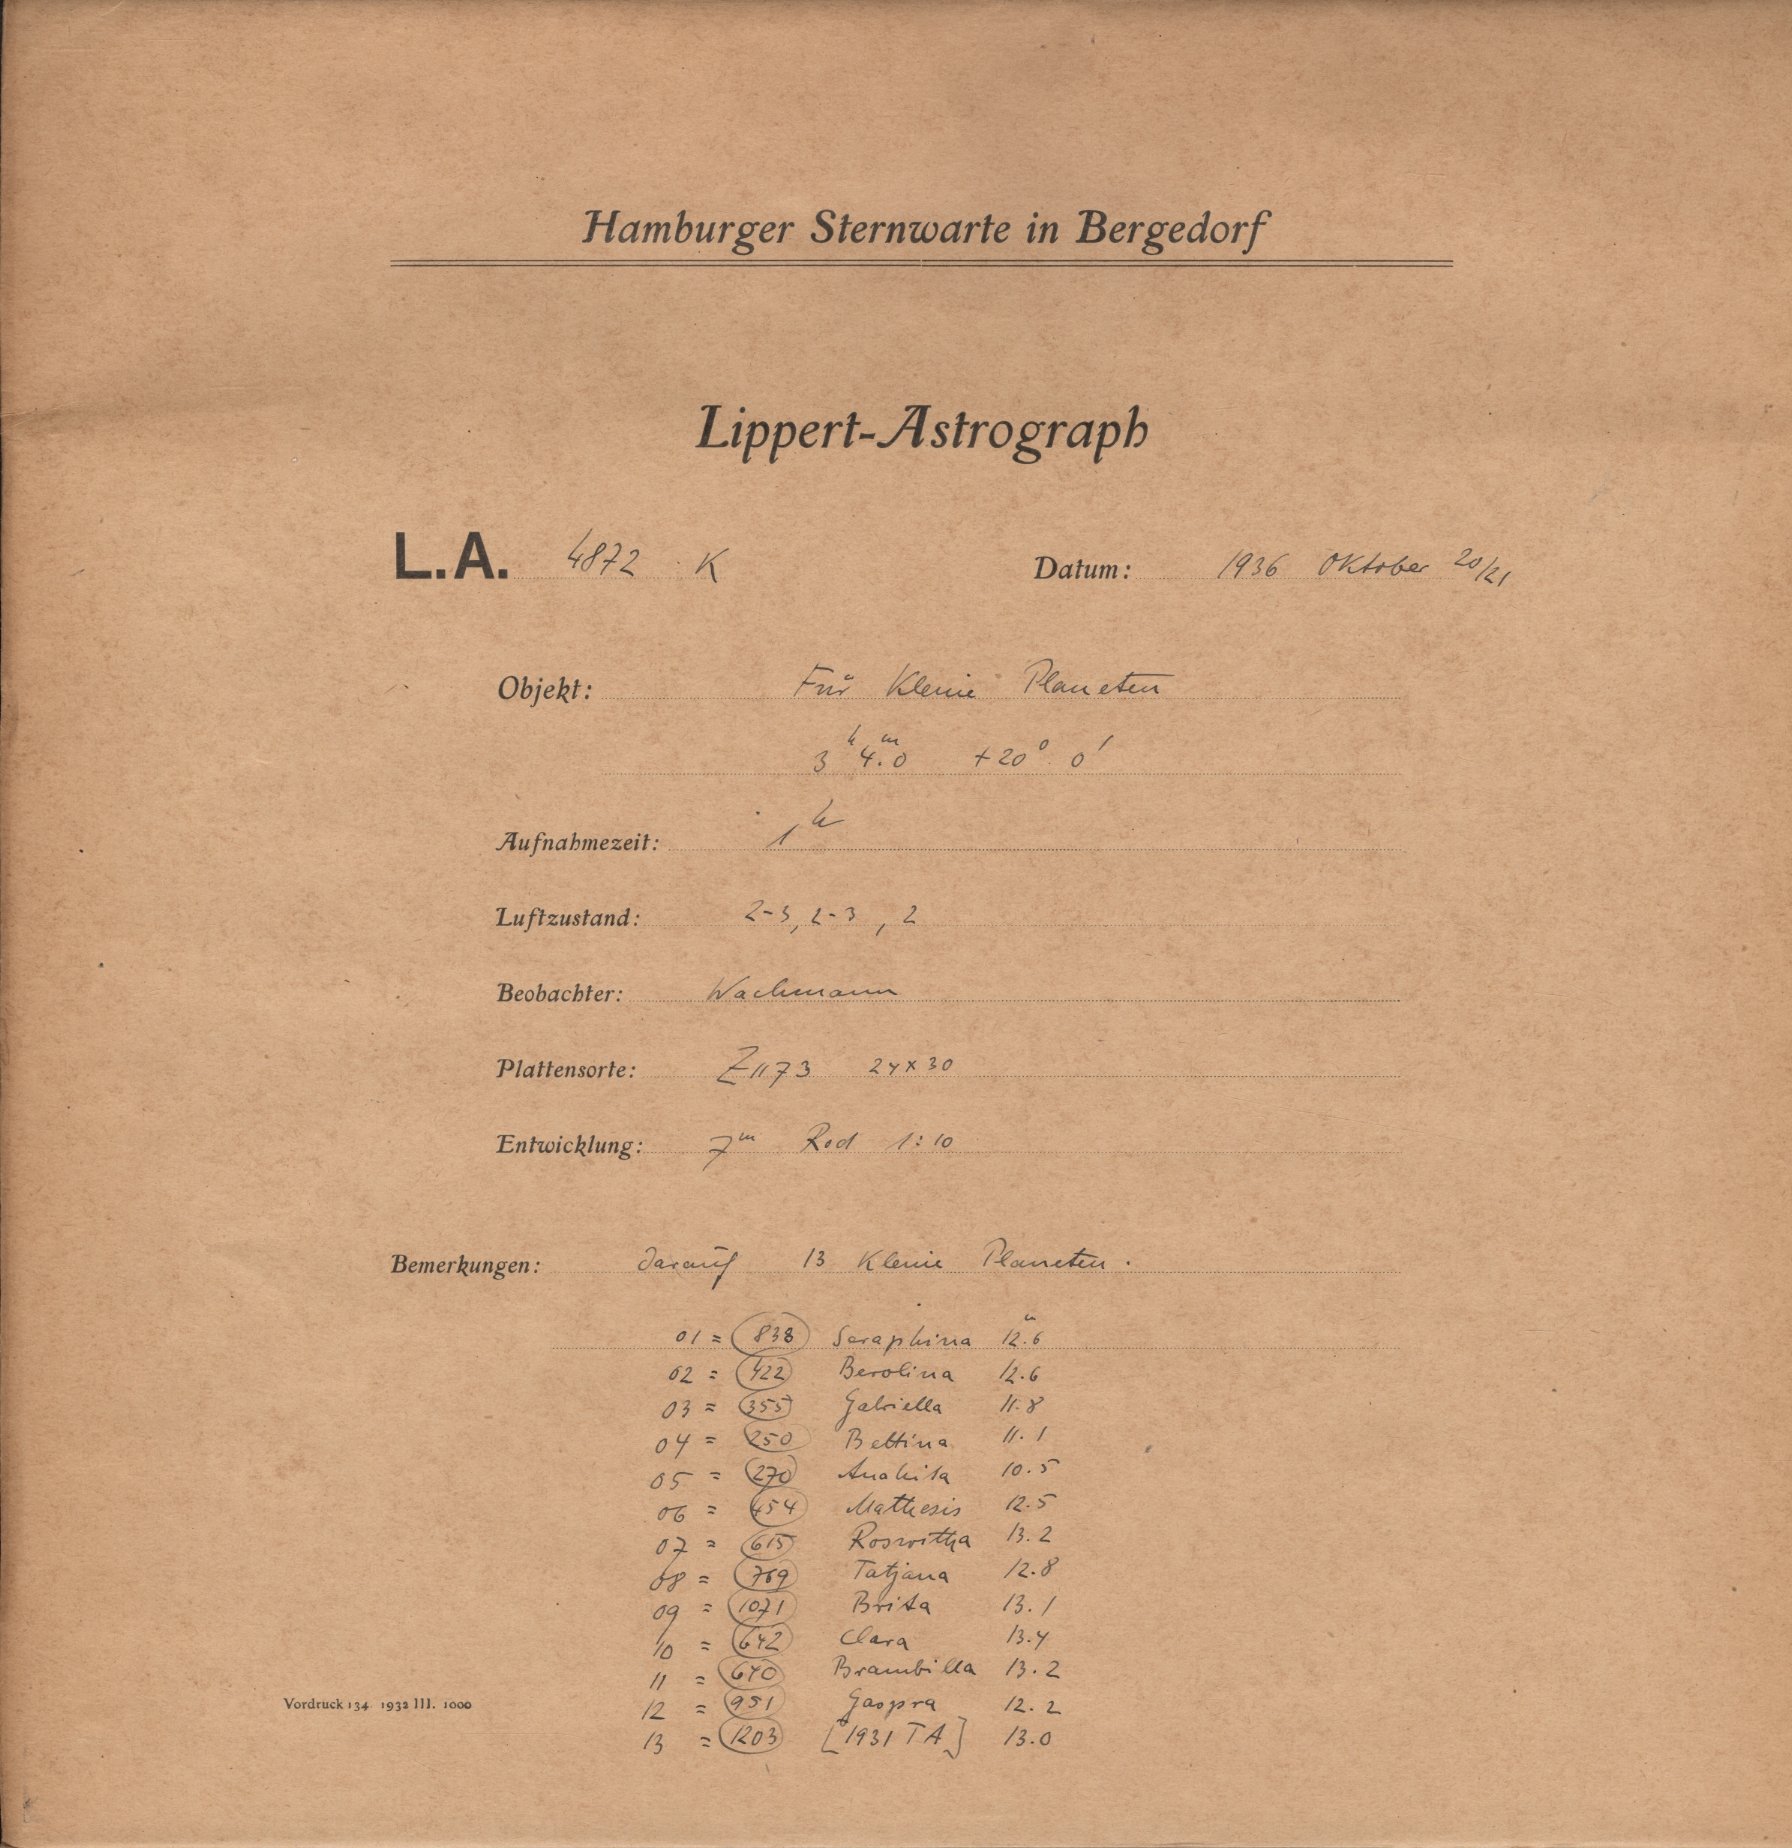 Hamburger Sternwarte in Bergedorf
Lippert-Astrograph
L.A. 4872 K Datum: 1936 Oktober 20/21
Objekt: Für Kleine Planeten
3ʰ 4ᵐ.0 +20° 0′
Aufnahmezeit: 1ʰ
Luftzustand: 2-3, 2-3, 2
Beobachter: Wachmann
Plattensorte: Z1173 24x30
Entwicklung: 7ᵐ Rod 1:10
Bemerkungen: darauf 13 Kleine Planeten.
01 = 838 Seraphina 12ᵐ.6
02 = 422 Berolina 12.6
03 = 355 Gabriella 11.8
04 = 250 Bettina 11.1
05 = 270 Anahita 10.5
06 = 454 Mathesis 12.5
07 = 615 Roswitha 13.2
08 = 769 Tatjana 12.8
09 = 1071 Brita 13.1
10 = 642 Clara 13.4
11 = 640 Brambilla 13.2
12 = 951 Gaspra 12.2
13 = 1203 [1931 TA] 13.0
Vordruck 134 1932 III. 1000